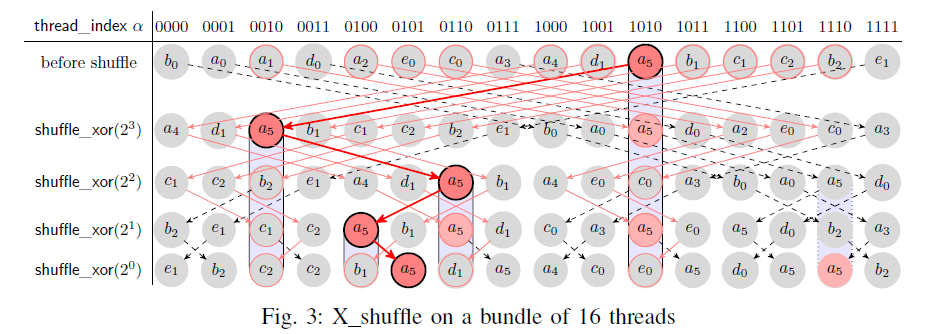 thread_index α 0000 0001 0010 0011 0100 0101 0110 0111 1000 1001 1010 1011 1100 1101 1110 1111
before shuffle b₀ a₀ a₁ d₀ a₂ e₀ c₀ a₃ a₄ d₁ a₅ b₁ c₁ c₂ b₂ e₁
shuffle_xor(2³) a₄ d₁ a₅ b₁ c₁ c₂ b₂ e₁ b₀ a₀ a₅ d₀ a₂ e₀ c₀ a₃
shuffle_xor(2²) c₁ c₂ b₂ e₁ a₄ d₁ a₅ b₁ a₄ e₀ c₀ a₃ b₀ a₀ a₅ d₀
shuffle_xor(2¹) b₂ e₁ c₁ c₂ a₅ b₁ a₅ d₁ c₀ a₃ a₅ e₀ a₅ d₀ b₂ a₃
shuffle_xor(2⁰) e₁ b₂ c₂ c₂ b₁ a₅ d₁ a₅ a₄ c₀ e₀ a₅ d₀ a₅ a₅ b₂
Fig. 3: X_shuffle on a bundle of 16 threads